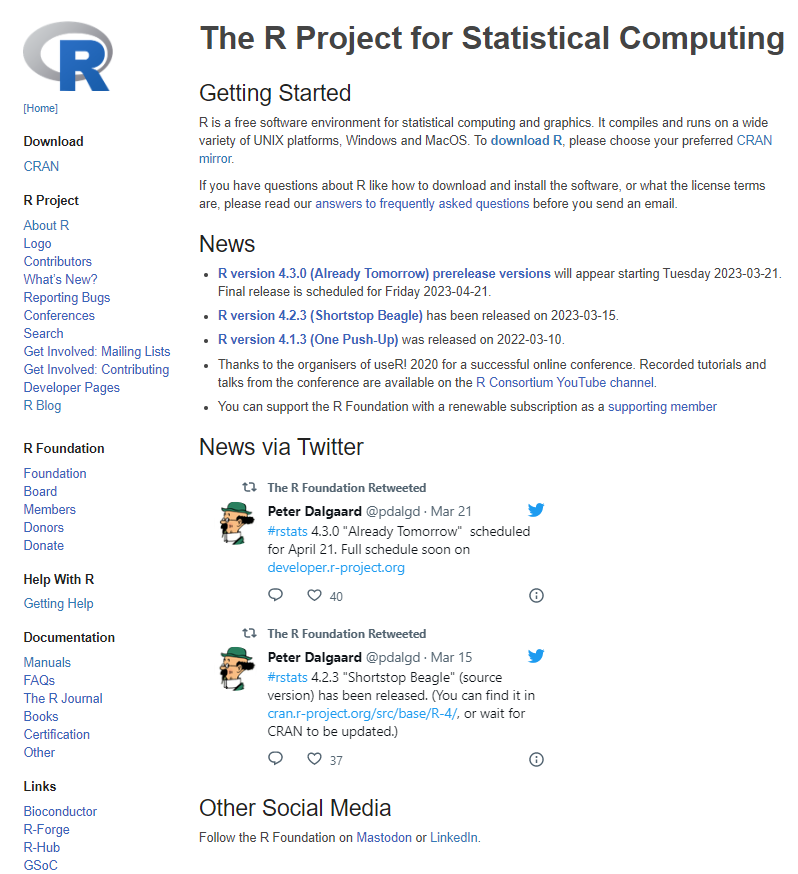 R
[Home]
Download
CRAN
R Project
About R
Logo
Contributors
What's New?
Reporting Bugs
Conferences
Search
Get Involved: Mailing Lists
Get Involved: Contributing
Developer Pages
R Blog
R Foundation
Foundation
Board
Members
Donors
Donate
Help With R
Getting Help
Documentation
Manuals
FAQs
The R Journal
Books
Certification
Other
Links
Bioconductor
R-Forge
R-Hub
GSoC
The R Project for Statistical Computing
Getting Started
R is a free software environment for statistical computing and graphics. It compiles and runs on a wide
variety of UNIX platforms, Windows and MacOS. To download R, please choose your preferred CRAN
mirror.
If you have questions about R like how to download and install the software, or what the license terms
are, please read our answers to frequently asked questions before you send an email.
News
• R version 4.3.0 (Already Tomorrow) prerelease versions will appear starting Tuesday 2023-03-21.
Final release is scheduled for Friday 2023-04-21.
• R version 4.2.3 (Shortstop Beagle) has been released on 2023-03-15.
• R version 4.1.3 (One Push-Up) was released on 2022-03-10.
• Thanks to the organisers of useR! 2020 for a successful online conference. Recorded tutorials and
talks from the conference are available on the R Consortium YouTube channel.
• You can support the R Foundation with a renewable subscription as a supporting member
News via Twitter
The R Foundation Retweeted
Peter Dalgaard @pdalgd · Mar 21
#rstats 4.3.0 "Already Tomorrow" scheduled
for April 21. Full schedule soon on
developer.r-project.org
40
The R Foundation Retweeted
Peter Dalgaard @pdalgd · Mar 15
#rstats 4.2.3 "Shortstop Beagle" (source
version) has been released. (You can find it in
cran.r-project.org/src/base/R-4/, or wait for
CRAN to be updated.)
37
Other Social Media
Follow the R Foundation on Mastodon or LinkedIn.